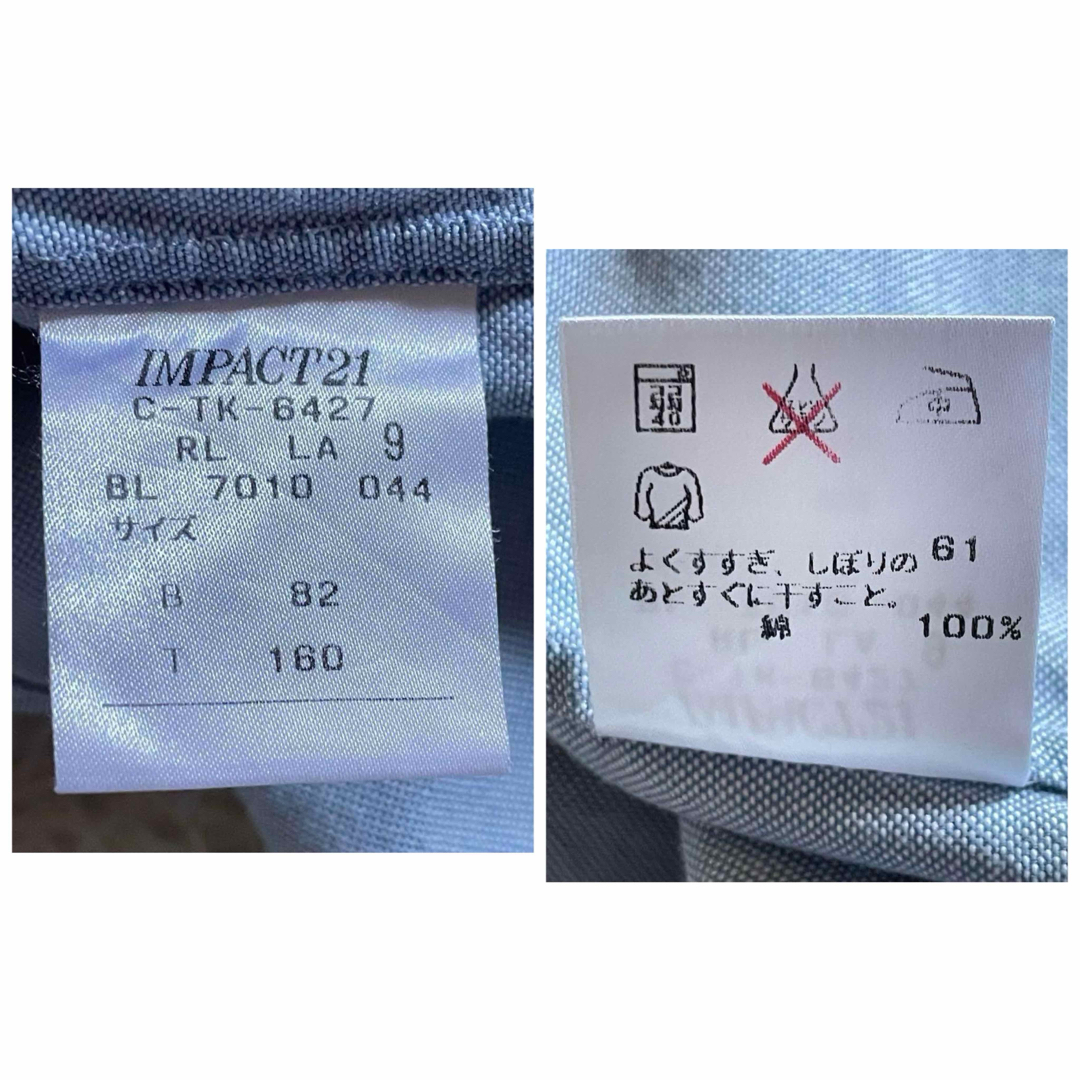 IMPACT21
C-TK-6427
RL LA 9
BL 7010 044
サイズ
B 82
T 160
40
中
よくすすぎ、しぼりの 61
あとすぐに干すこと。
綿 100%